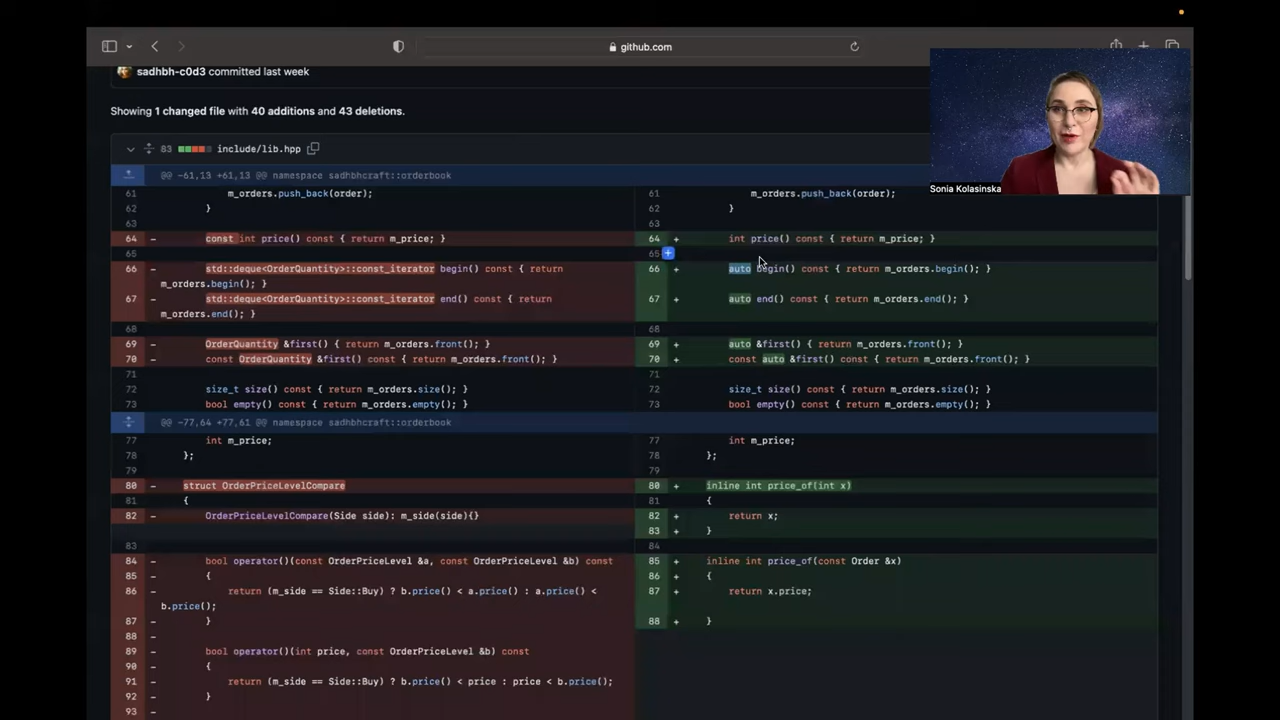 github.com
sadhbh-c0d3 committed last week
Showing 1 changed file with 40 additions and 43 deletions.
83 include/lib.hpp
Sonia Kolasinska
@@ -61,13 +61,13 @@ namespace sadhbhcraft::orderbook
61 m_orders.push_back(order);
62 }
63
64 - const int price() const { return m_price; }
65
66 - std::deque<OrderQuantity>::const_iterator begin() const { return
m_orders.begin(); }
67 - std::deque<OrderQuantity>::const_iterator end() const { return
m_orders.end(); }
68
69 - OrderQuantity &first() { return m_orders.front(); }
70 - const OrderQuantity &first() const { return m_orders.front(); }
71
72 size_t size() const { return m_orders.size(); }
73 bool empty() const { return m_orders.empty(); }
61 m_orders.push_back(order);
62 }
63
64 + int price() const { return m_price; }
65
66 + auto begin() const { return m_orders.begin(); }
67 + auto end() const { return m_orders.end(); }
68
69 + auto &first() { return m_orders.front(); }
70 + const auto &first() const { return m_orders.front(); }
71
72 size_t size() const { return m_orders.size(); }
73 bool empty() const { return m_orders.empty(); }
@@ -77,64 +77,61 @@ namespace sadhbhcraft::orderbook
77 int m_price;
78 };
79
80 - struct OrderPriceLevelCompare
81 {
82 - OrderPriceLevelCompare(Side side): m_side(side){}
83
84 - bool operator()(const OrderPriceLevel &a, const OrderPriceLevel &b) const
85 - {
86 - return (m_side == Side::Buy) ? b.price() < a.price() : a.price() <
b.price();
87 - }
88 -
89 - bool operator()(int price, const OrderPriceLevel &b) const
90 - {
91 - return (m_side == Side::Buy) ? b.price() < price : price < b.price();
92 - }
93 -
77 int m_price;
78 };
79
80 + inline int price_of(int x)
81 {
82 + return x;
83 + }
84
85 + inline int price_of(const Order &x)
86 + {
87 + return x.price;
88 + }